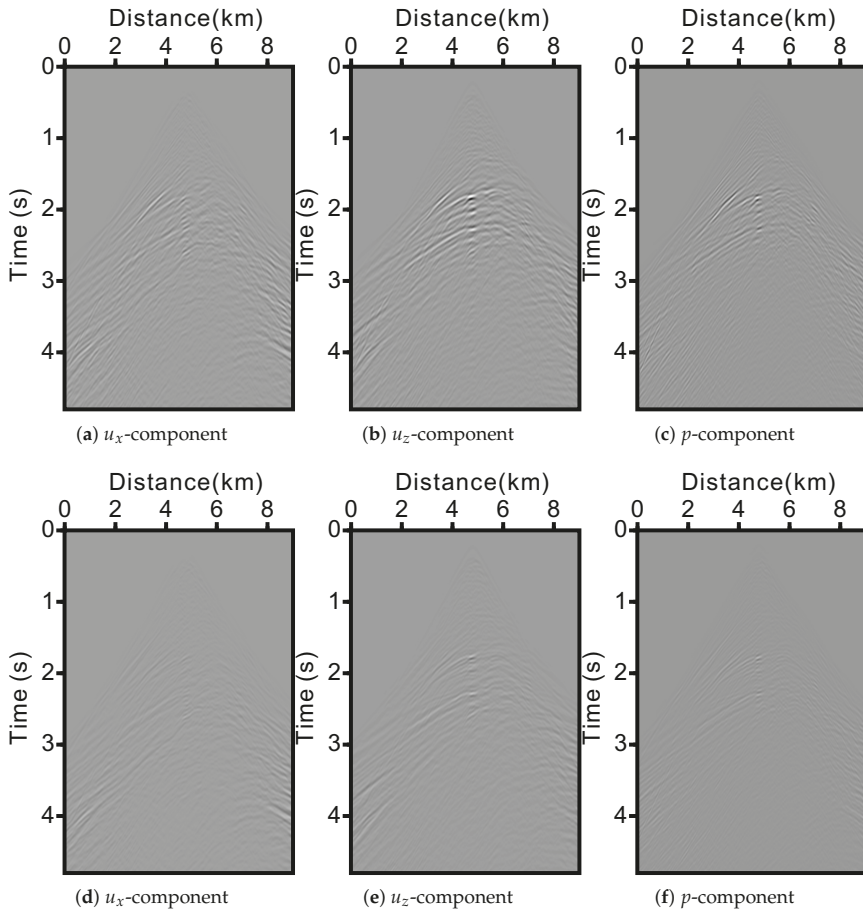 Distance(km) Distance(km) Distance(km)
0 2 4 6 8 0 2 4 6 8 0 2 4 6 8
0 0 0
1 1 1
2 2 2
3 3 3
4 4 4
Time (s) Time (s) Time (s)
(a) uₓ-component (b) u_z-component (c) p-component
Distance(km) Distance(km) Distance(km)
0 2 4 6 8 0 2 4 6 8 0 2 4 6 8
0 0 0
1 1 1
2 2 2
3 3 3
4 4 4
Time (s) Time (s) Time (s)
(d) uₓ-component (e) u_z-component (f) p-component